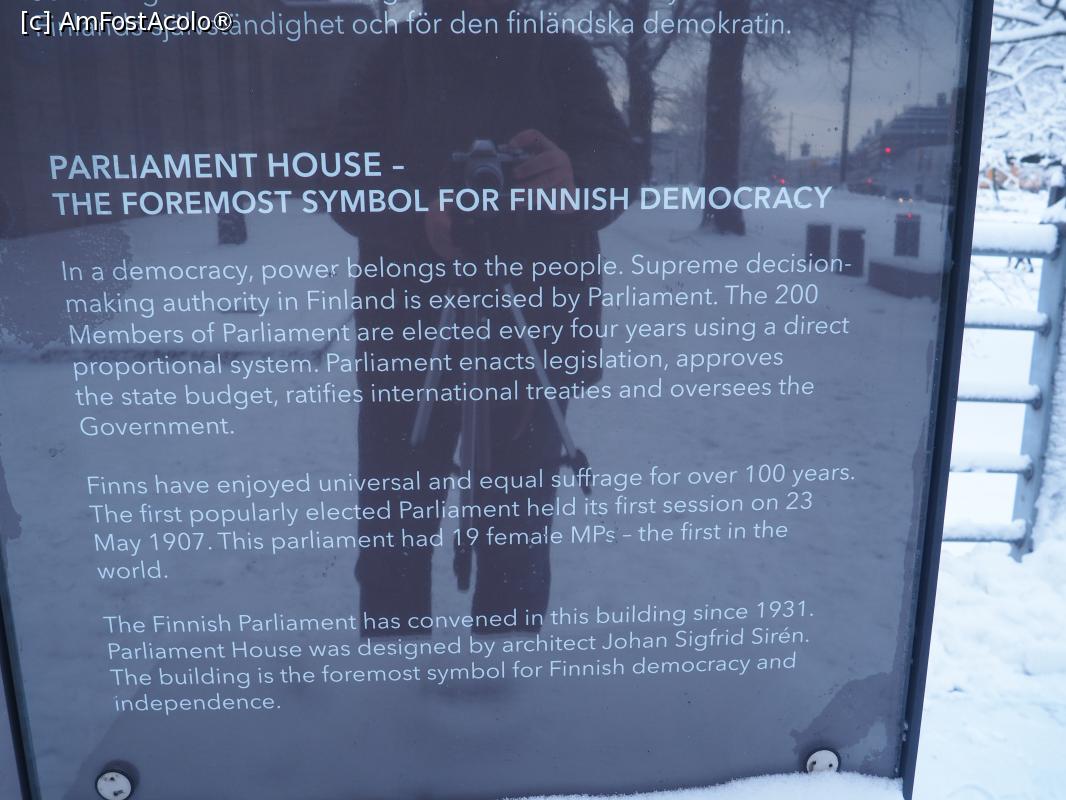 [c] AmFostAcolo®
Finlands självständighet och för den finländska demokratin.
PARLIAMENT HOUSE –
THE FOREMOST SYMBOL FOR FINNISH DEMOCRACY
In a democracy, power belongs to the people. Supreme decision-
making authority in Finland is exercised by Parliament. The 200
Members of Parliament are elected every four years using a direct
proportional system. Parliament enacts legislation, approves
the state budget, ratifies international treaties and oversees the
Government.
Finns have enjoyed universal and equal suffrage for over 100 years.
The first popularly elected Parliament held its first session on 23
May 1907. This parliament had 19 female MPs – the first in the
world.
The Finnish Parliament has convened in this building since 1931.
Parliament House was designed by architect Johan Sigfrid Sirén.
The building is the foremost symbol for Finnish democracy and
independence.